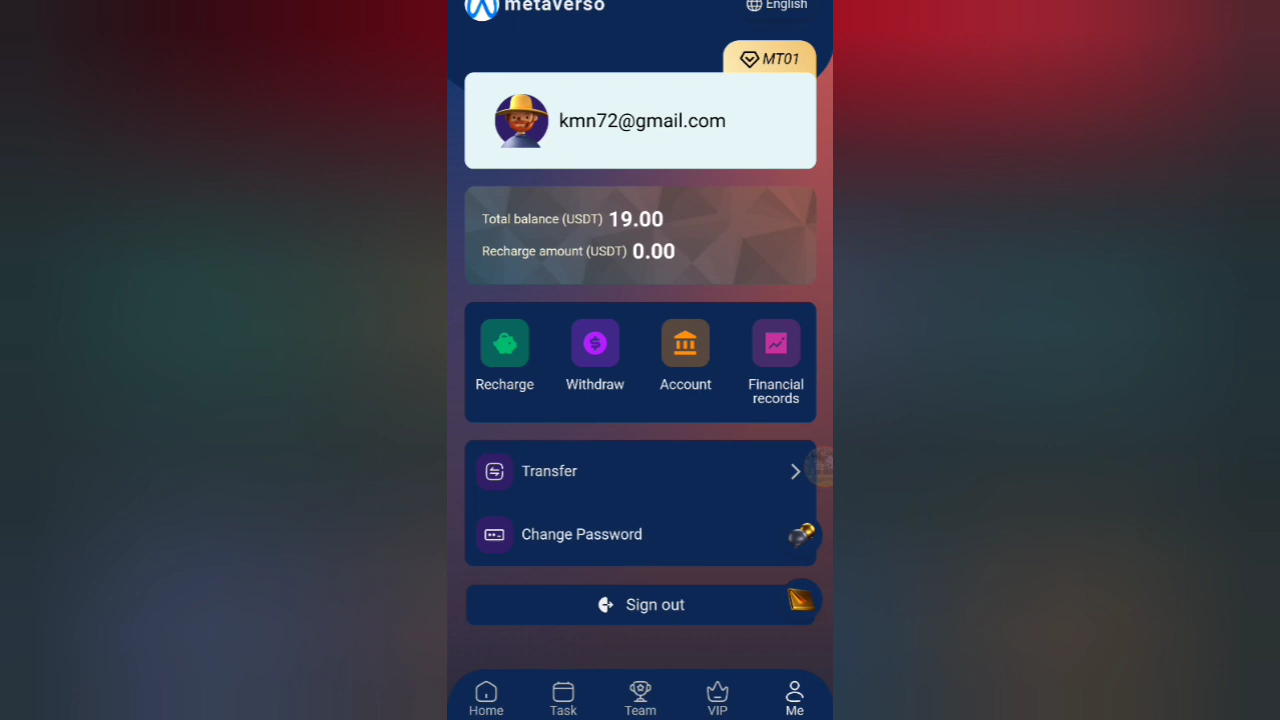 metaverso
English
MT01
kmn72@gmail.com
Total balance (USDT) 19.00
Recharge amount (USDT) 0.00
Recharge
Withdraw
Account
Financial
records
Transfer
Change Password
Sign out
Home
Task
Team
VIP
Me